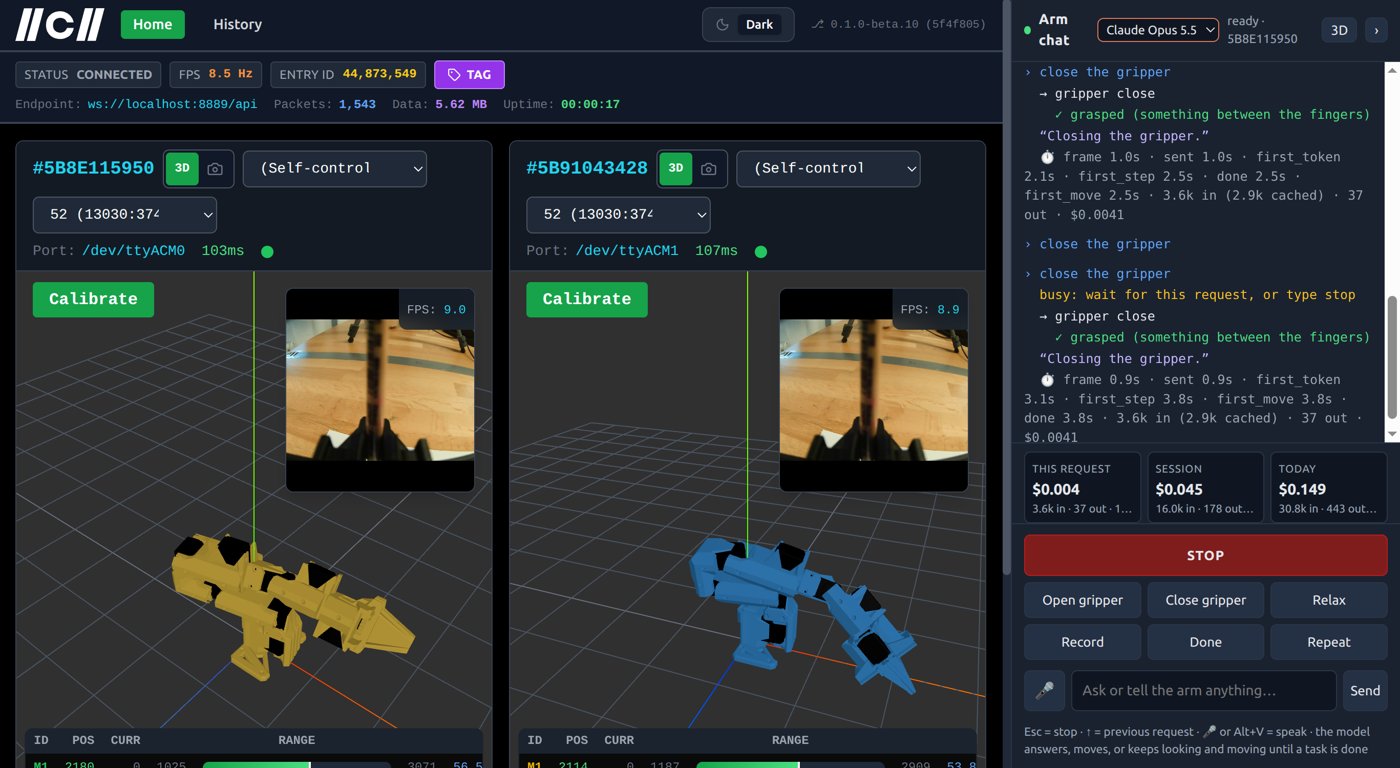 //C//
Home
History
Dark
0.1.0-beta.10 (5f4f805)
STATUS CONNECTED
FPS 8.5 Hz
ENTRY ID 44,873,549
TAG
Endpoint: ws://localhost:8889/api Packets: 1,543 Data: 5.62 MB Uptime: 00:00:17
#5B8E115950
3D
(Self-control
52 (13030:374
Port: /dev/ttyACM0 103ms
Calibrate
FPS: 9.0
ID POS CURR RANGE
M1 2180 0 1025 3071 56.5
#5B91043428
3D
(Self-control
52 (13030:374
Port: /dev/ttyACM1 107ms
Calibrate
FPS: 8.9
ID POS CURR RANGE
M1 2114 0 1187 2909 53.8
Arm chat
Claude Opus 5.5
ready · 5B8E115950
3D
›
› close the gripper
→ gripper close
✓ grasped (something between the fingers)
“Closing the gripper.”
⏱ frame 1.0s · sent 1.0s · first_token
2.1s · first_step 2.5s · done 2.5s ·
first_move 2.5s · 3.6k in (2.9k cached) · 37
out · $0.0041
› close the gripper
› close the gripper
busy: wait for this request, or type stop
→ gripper close
✓ grasped (something between the fingers)
“Closing the gripper.”
⏱ frame 0.9s · sent 0.9s · first_token
3.1s · first_step 3.8s · first_move 3.8s ·
done 3.8s · 3.6k in (2.9k cached) · 37 out ·
$0.0041
THIS REQUEST
$0.004
3.6k in · 37 out · 1...
SESSION
$0.045
16.0k in · 178 out...
TODAY
$0.149
30.8k in · 443 out...
STOP
Open gripper
Close gripper
Relax
Record
Done
Repeat
Ask or tell the arm anything...
Send
Esc = stop · ↑ = previous request · 🎤 or Alt+V = speak · the model
answers, moves, or keeps looking and moving until a task is done